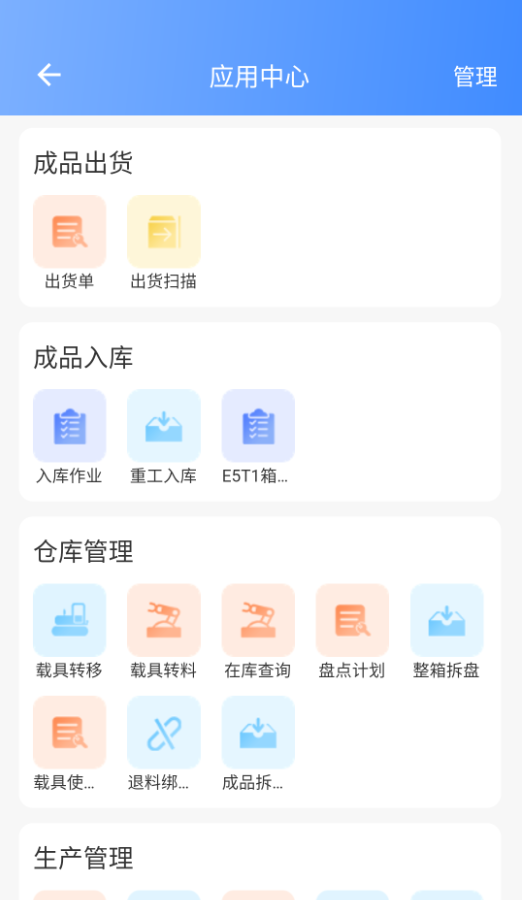 应用中心
管理
成品出货
出货单
出货扫描
成品入库
入库作业
重工入库
E5T1箱...
仓库管理
载具转移
载具转料
在库查询
盘点计划
整箱拆盘
载具使...
退料绑...
成品拆...
生产管理